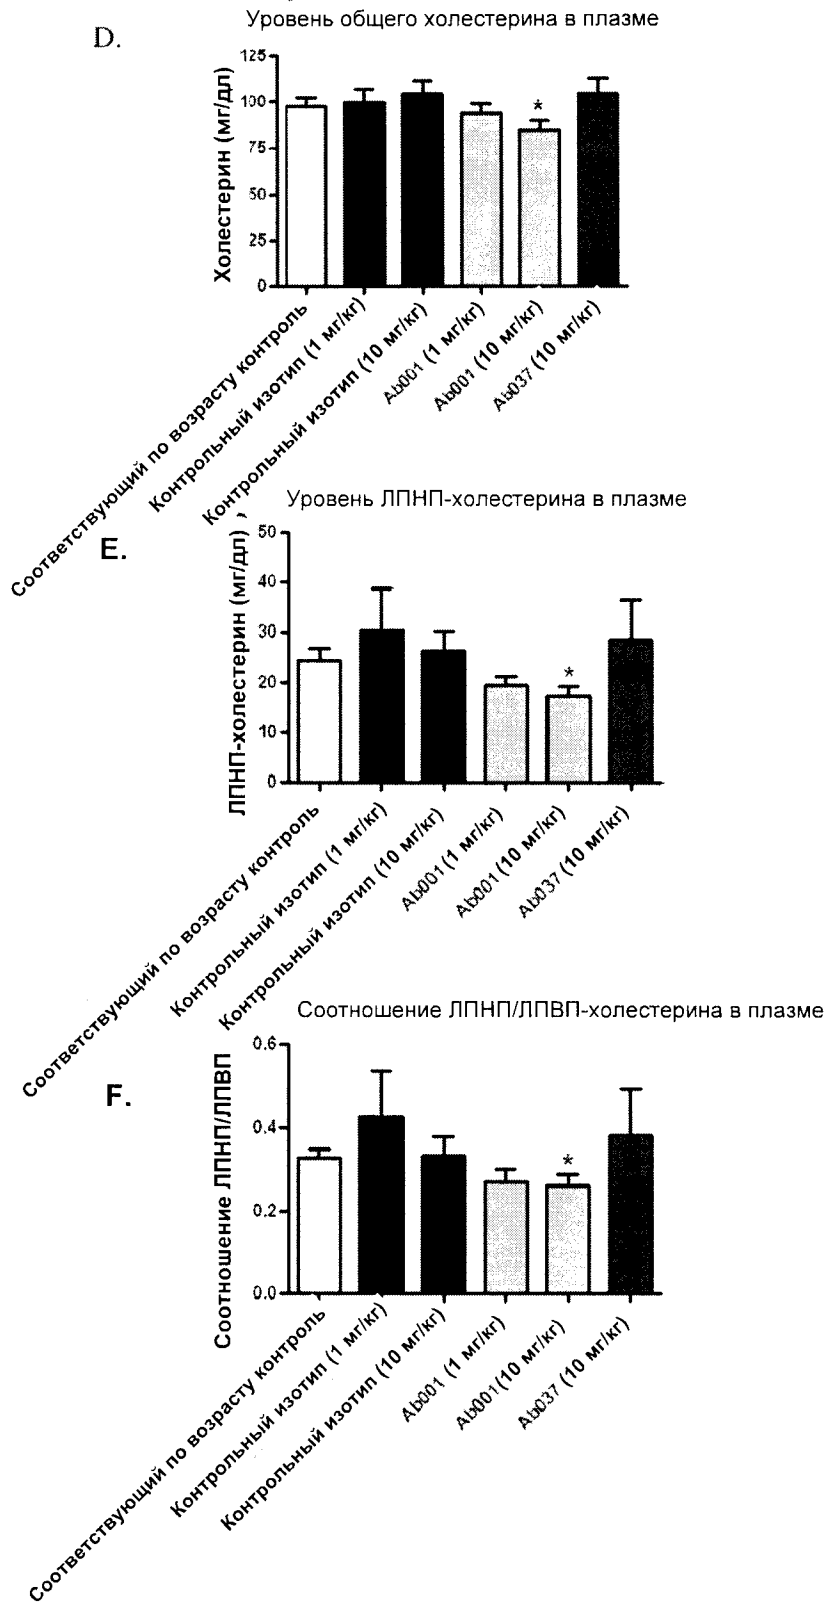 D.
Уровень общего холестерина в плазме
Холестерин (мг/дл)
125
100
75
50
25
0
*
Соответствующий по возрасту контроль
Контрольный изотип (1 мг/кг)
Контрольный изотип (10 мг/кг)
Ab001 (1 мг/кг)
Ab001 (10 мг/кг)
Ab037 (10 мг/кг)
E.
Уровень ЛПНП-холестерина в плазме
ЛПНП-холестерин (мг/дл)
50
40
30
20
10
0
*
Соответствующий по возрасту контроль
Контрольный изотип (1 мг/кг)
Контрольный изотип (10 мг/кг)
Ab001 (1 мг/кг)
Ab001 (10 мг/кг)
Ab037 (10 мг/кг)
F.
Соотношение ЛПНП/ЛПВП-холестерина в плазме
Соотношение ЛПНП/ЛПВП
0.6
0.4
0.2
0.0
*
Соответствующий по возрасту контроль
Контрольный изотип (1 мг/кг)
Контрольный изотип (10 мг/кг)
Ab001 (1 мг/кг)
Ab001 (10 мг/кг)
Ab037 (10 мг/кг)